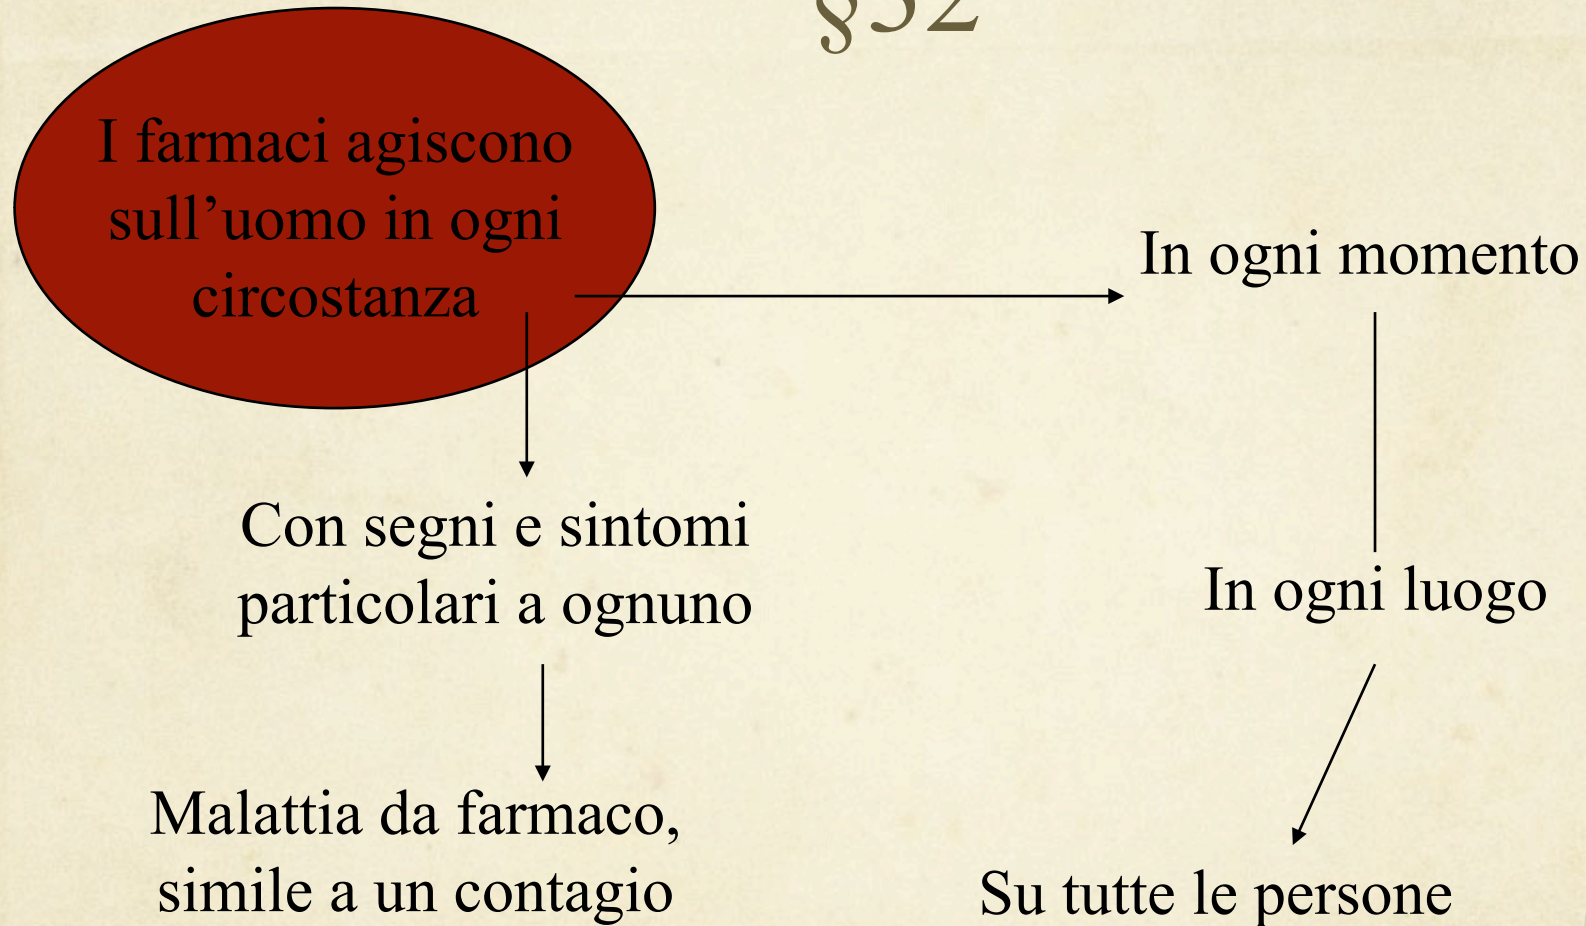 §32
I farmaci agiscono
sull’uomo in ogni
circostanza
In ogni momento
Con segni e sintomi
particolari a ognuno
In ogni luogo
Malattia da farmaco,
simile a un contagio
Su tutte le persone